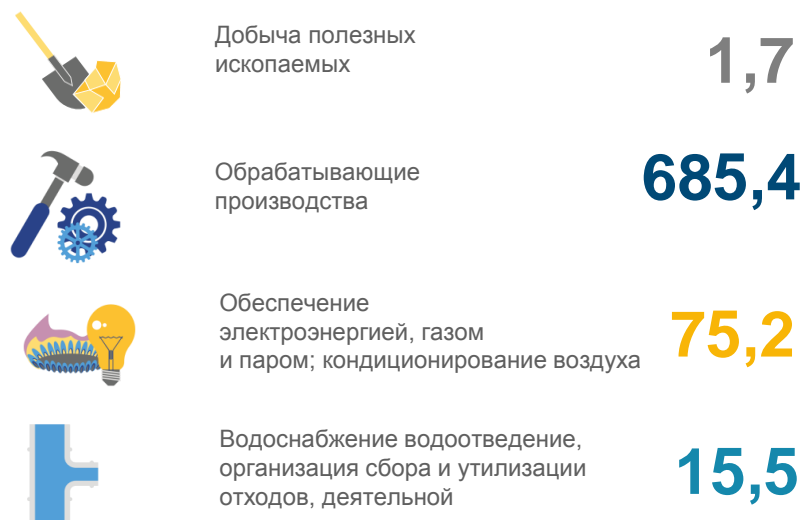 Добыча полезных
ископаемых
1,7
Обрабатывающие
производства
685,4
Обеспечение
электроэнергией, газом
и паром; кондиционирование воздуха
75,2
Водоснабжение водоотведение,
организация сбора и утилизации
отходов, деятельной
15,5